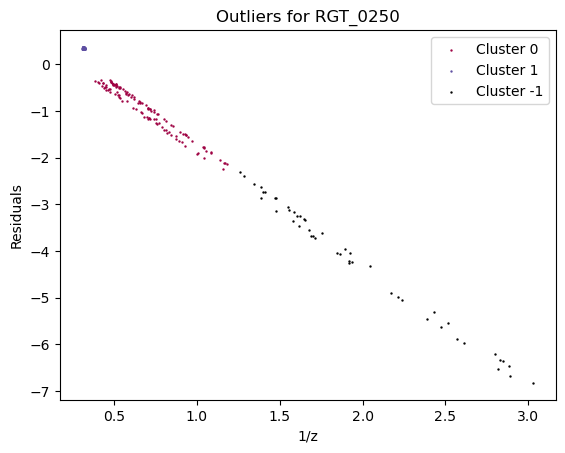 Outliers for RGT_0250
Cluster 0
Cluster 1
Cluster -1
Residuals
0
−1
−2
−3
−4
−5
−6
−7
0.5 1.0 1.5 2.0 2.5 3.0
1/z